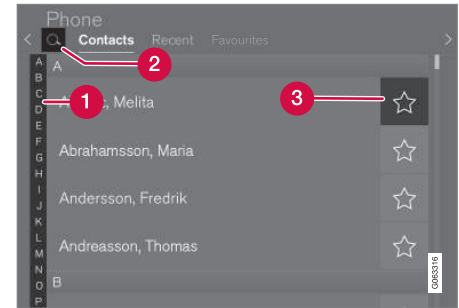 Phone
Contacts Recent Favourites
2
A
A
B
C
D
E
F
G
H
I
J
K
L
M
N
O
P
1
Melita
3
Abrahamsson, Maria
Andersson, Fredrik
Andreasson, Thomas
B
G063316